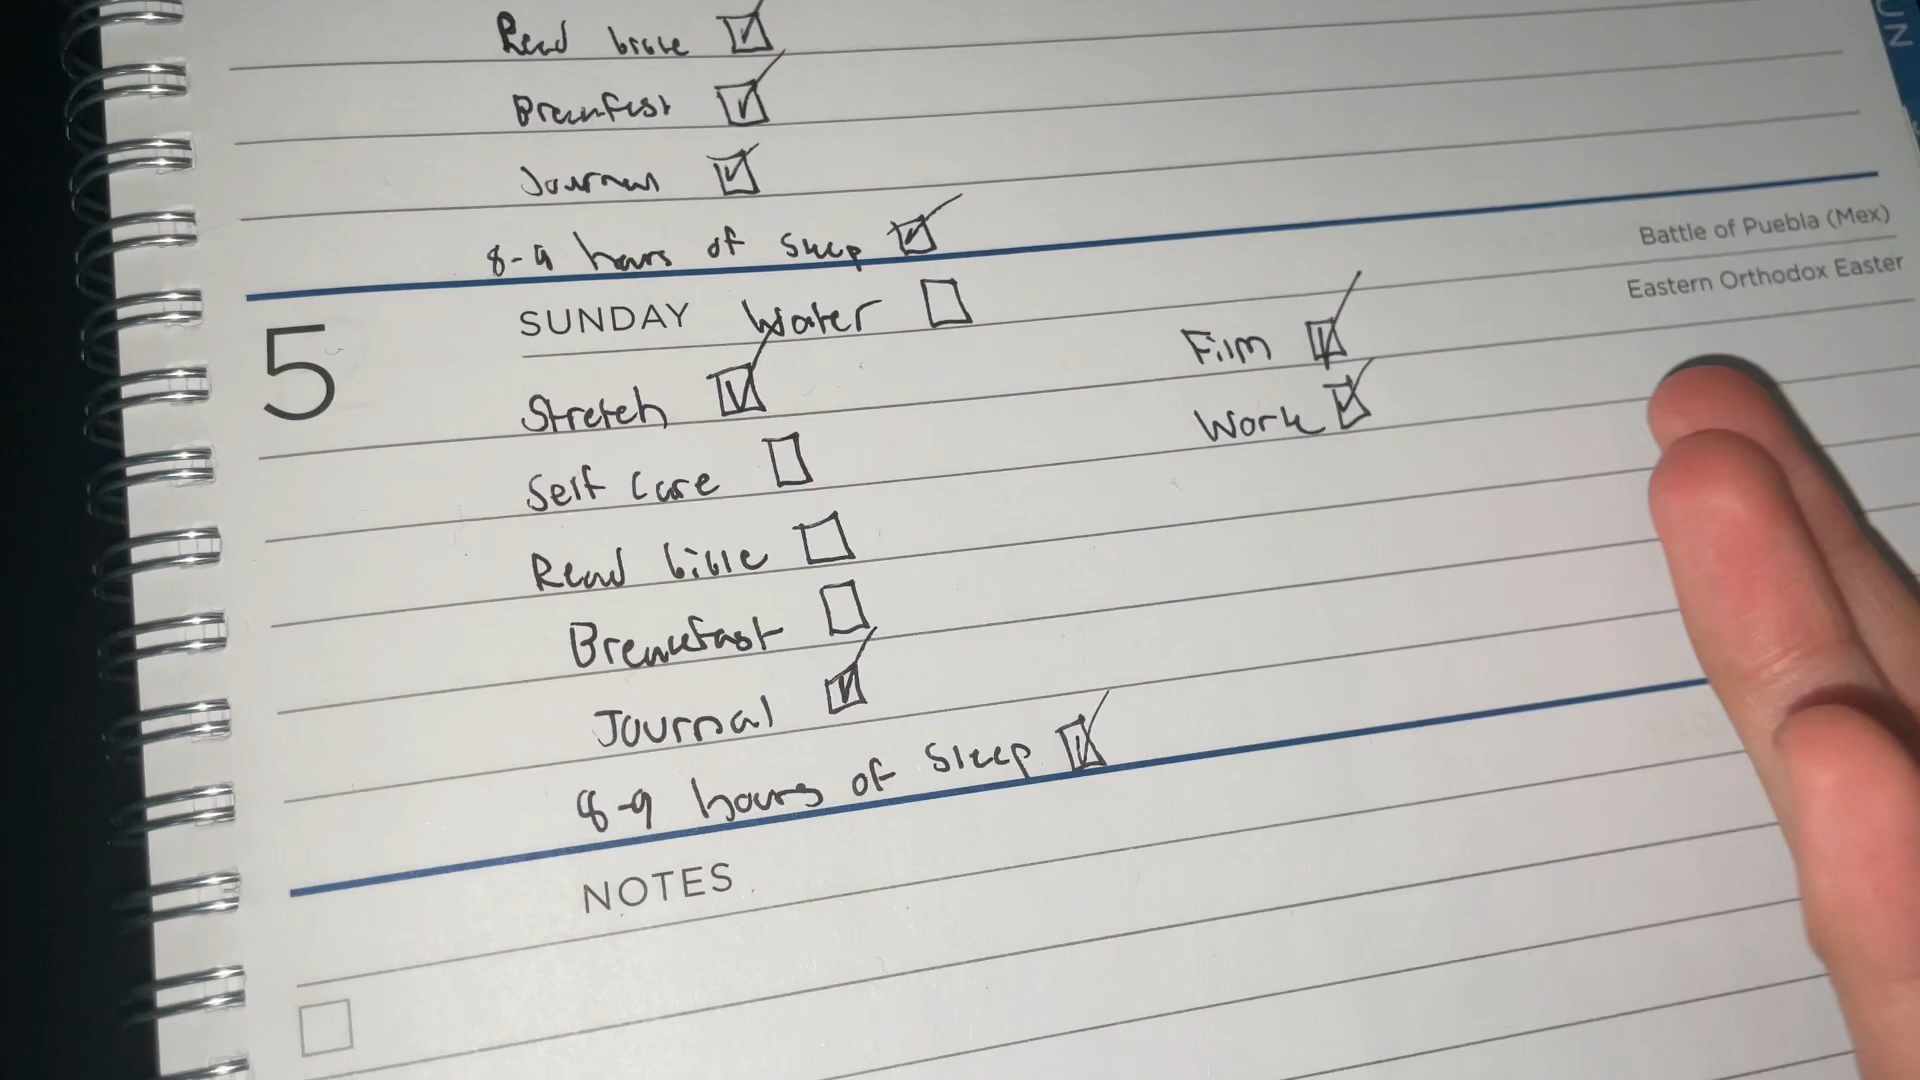 Read bible
Breakfast
Journal
8-9 hours of Sleep
Battle of Puebla (Mex)
Eastern Orthodox Easter
5
SUNDAY Water
Film
Stretch
Work
Self Care
Read bible
Breakfast
Journal
8-9 hours of Sleep
NOTES
UN